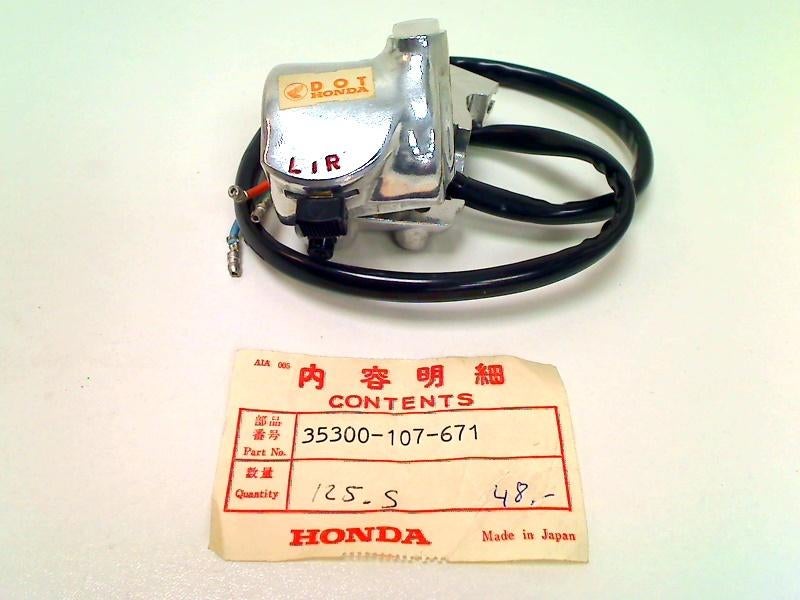 DOT
HONDA
L I R
AIA 005
内容明細
CONTENTS
部品
番号
Part No.
35300-107-671
数量
Quantity
125-S
48.-
HONDA
Made in Japan